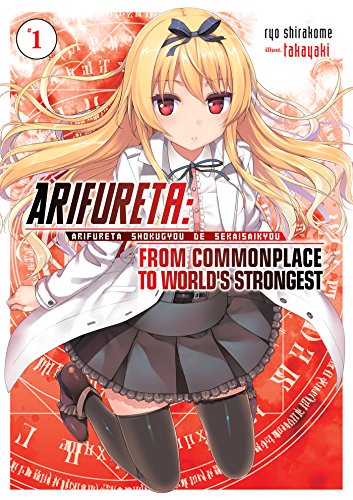 #1
ryo shirakome
illust. takayaki
ARIFURETA:
ARIFURETA SHOKUGYOU DE SEKAISAIKYOU
FROM COMMONPLACE
TO WORLD'S STRONGEST